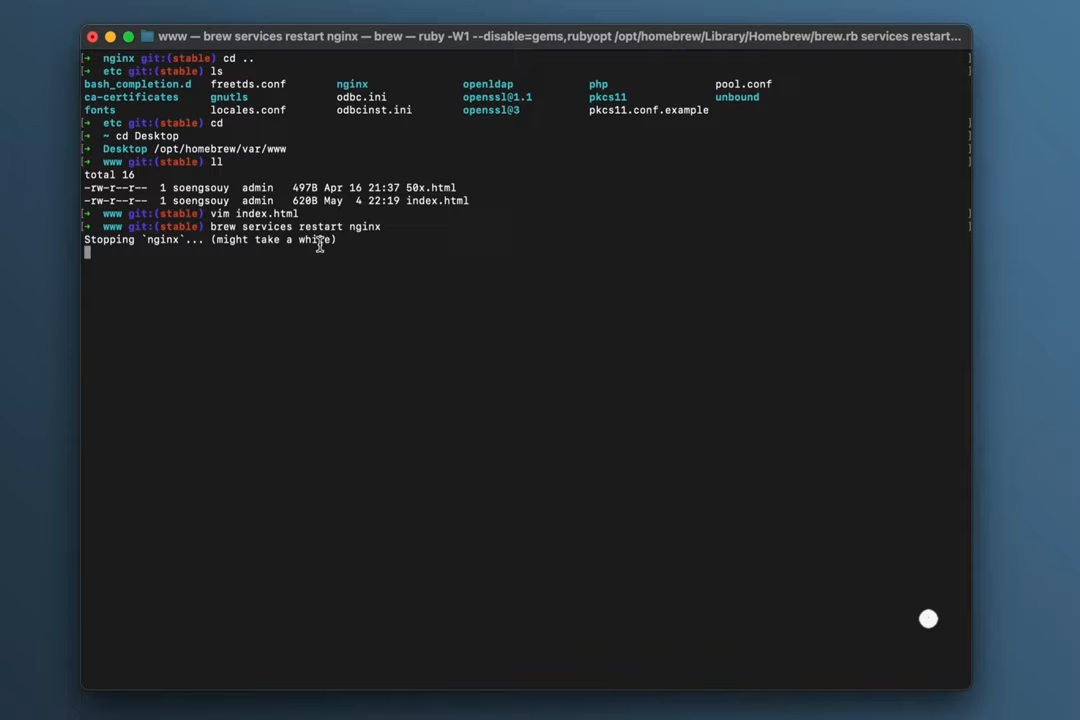 www — brew services restart nginx — brew — ruby -W1 --disable=gems,rubyopt /opt/homebrew/Library/Homebrew/brew.rb services restart...
[➜  nginx git:(stable) cd .. ]
[➜  etc git:(stable) ls ]
bash_completion.d freetds.conf nginx openldap php pool.conf
ca-certificates gnutls odbc.ini openssl@1.1 pkcs11 unbound
fonts locales.conf odbcinst.ini openssl@3 pkcs11.conf.example
[➜  etc git:(stable) cd ]
[➜  ~ cd Desktop ]
[➜  Desktop /opt/homebrew/var/www ]
[➜  www git:(stable) ll ]
total 16
-rw-r--r--  1 soengsouy  admin   497B Apr 16 21:37 50x.html
-rw-r--r--  1 soengsouy  admin   620B May  4 22:19 index.html
[➜  www git:(stable) vim index.html ]
[➜  www git:(stable) brew services restart nginx ]
Stopping `nginx`... (might take a while)